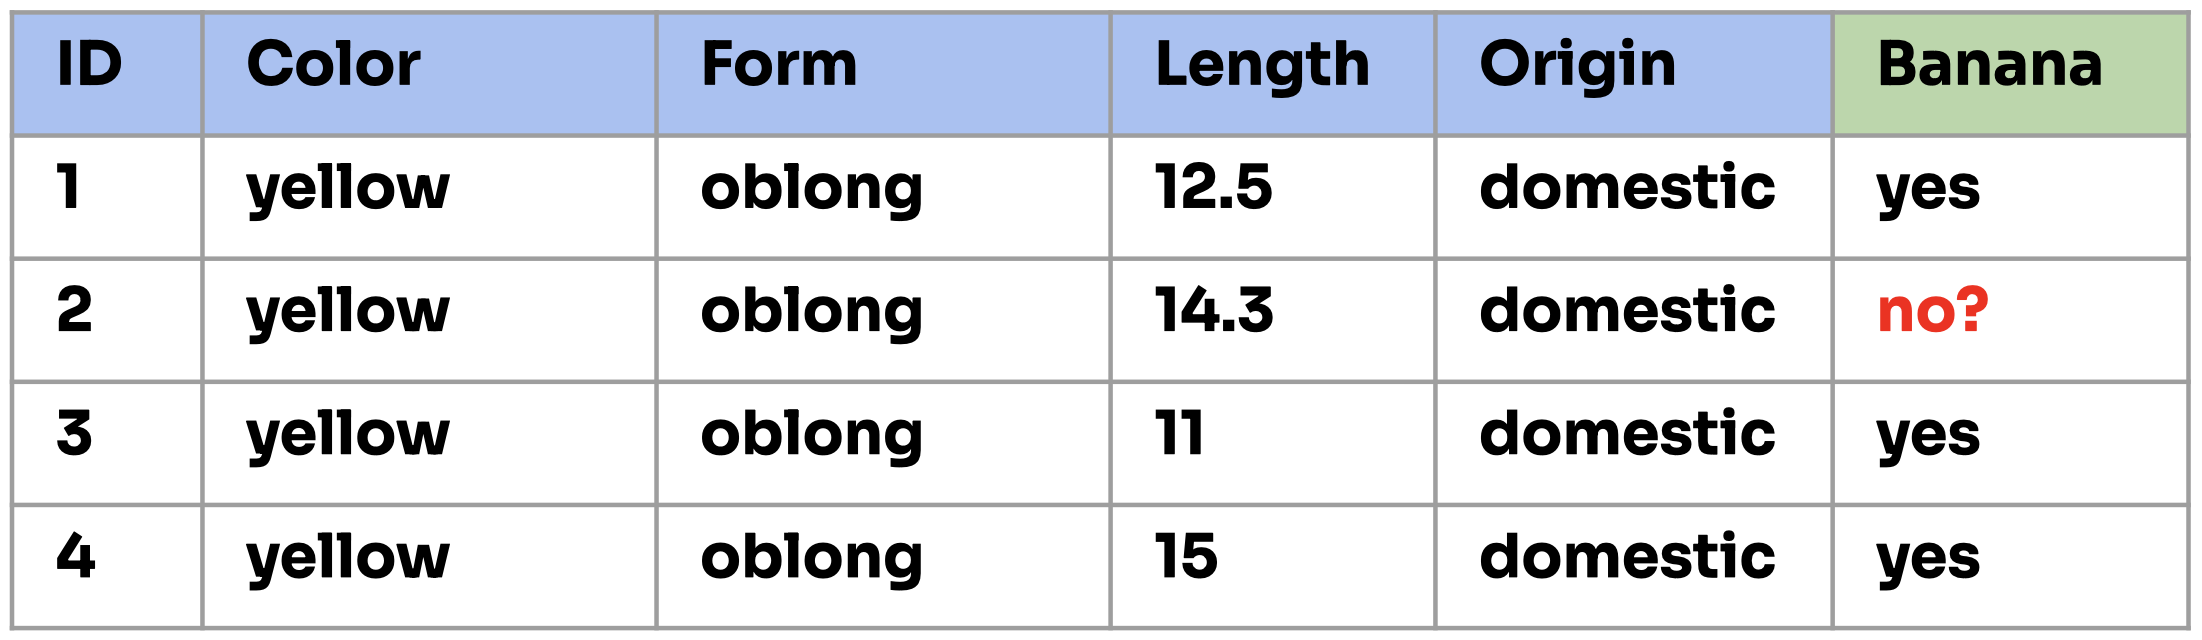 ID Color Form Length Origin Banana
1 yellow oblong 12.5 domestic yes
2 yellow oblong 14.3 domestic no?
3 yellow oblong 11 domestic yes
4 yellow oblong 15 domestic yes